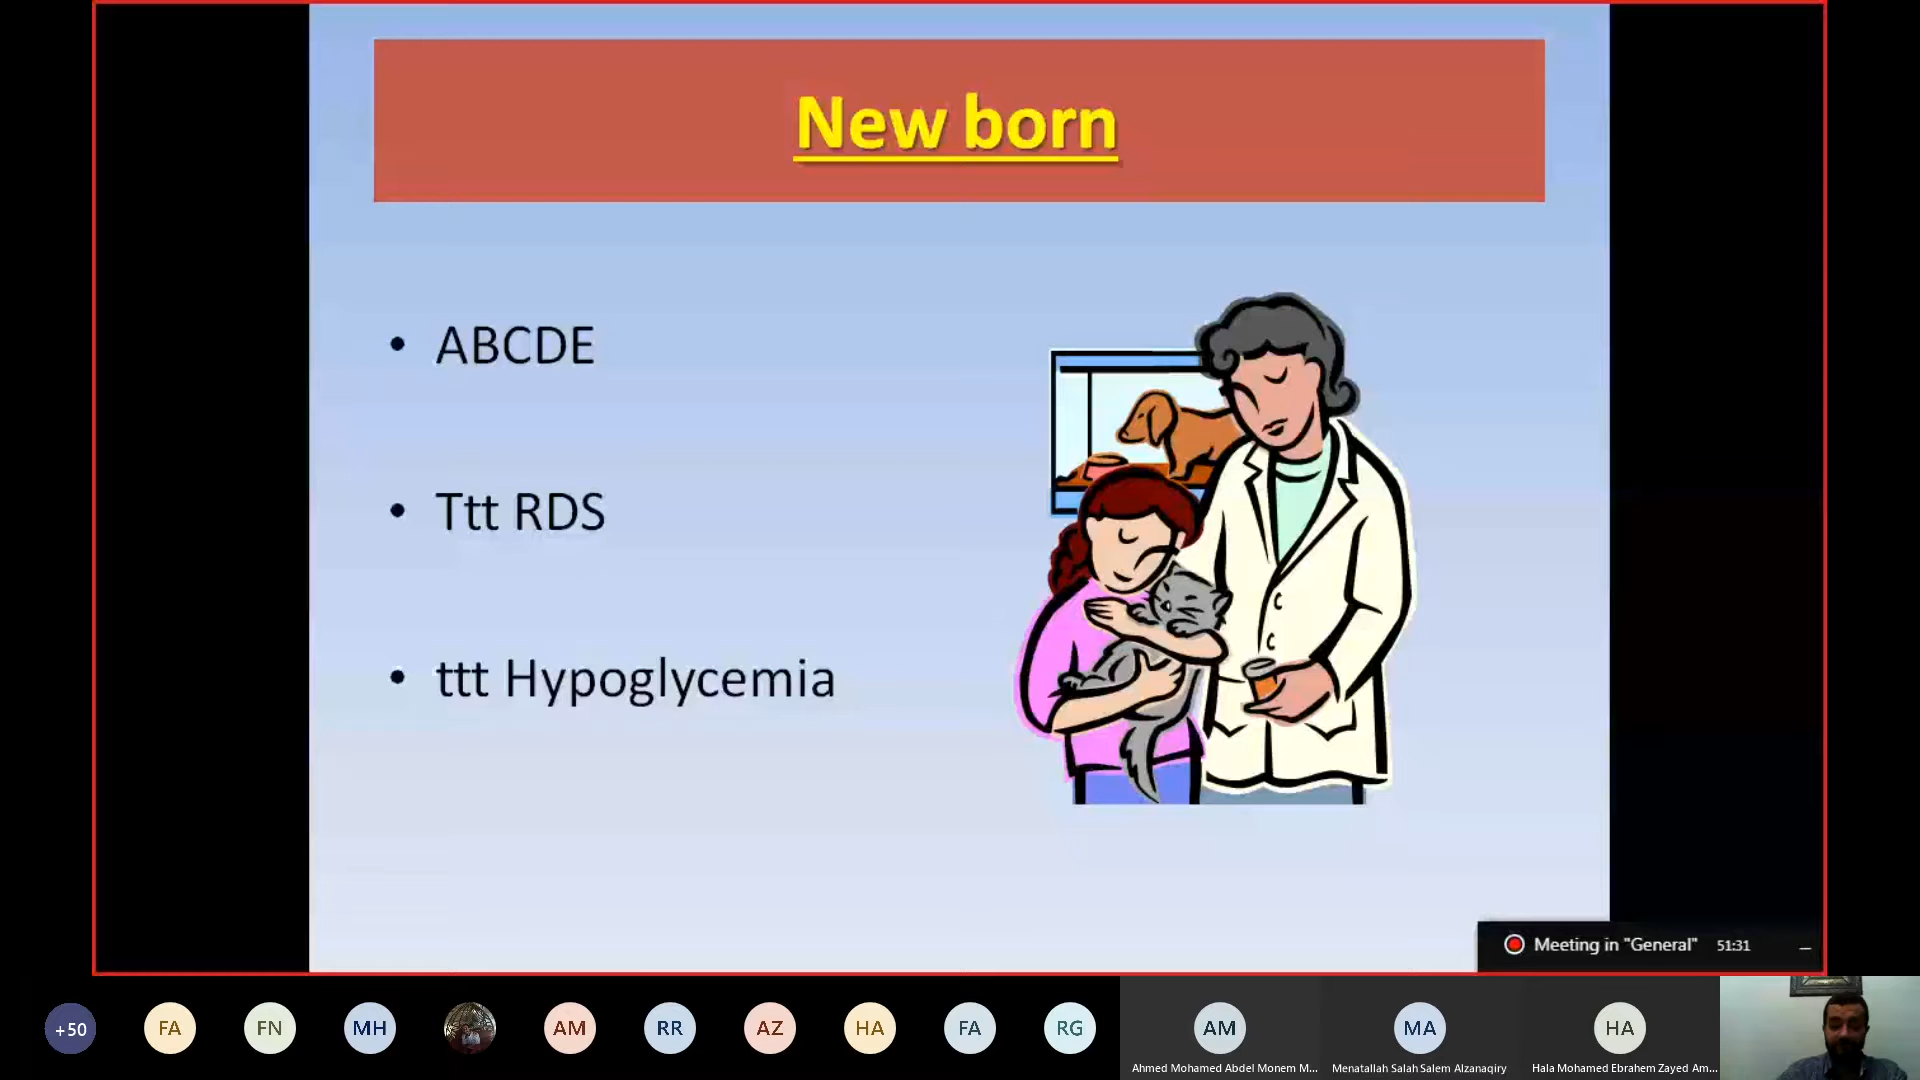 New born
• ABCDE
• Ttt RDS
• ttt Hypoglycemia
Meeting in "General" 51:31
+50
FA
FN
MH
AM
RR
AZ
HA
FA
RG
AM
Ahmed Mohamed Abdel Monem M...
MA
Menatallah Salah Salem Alzanaqiry
HA
Hala Mohamed Ebrahem Zayed Am...